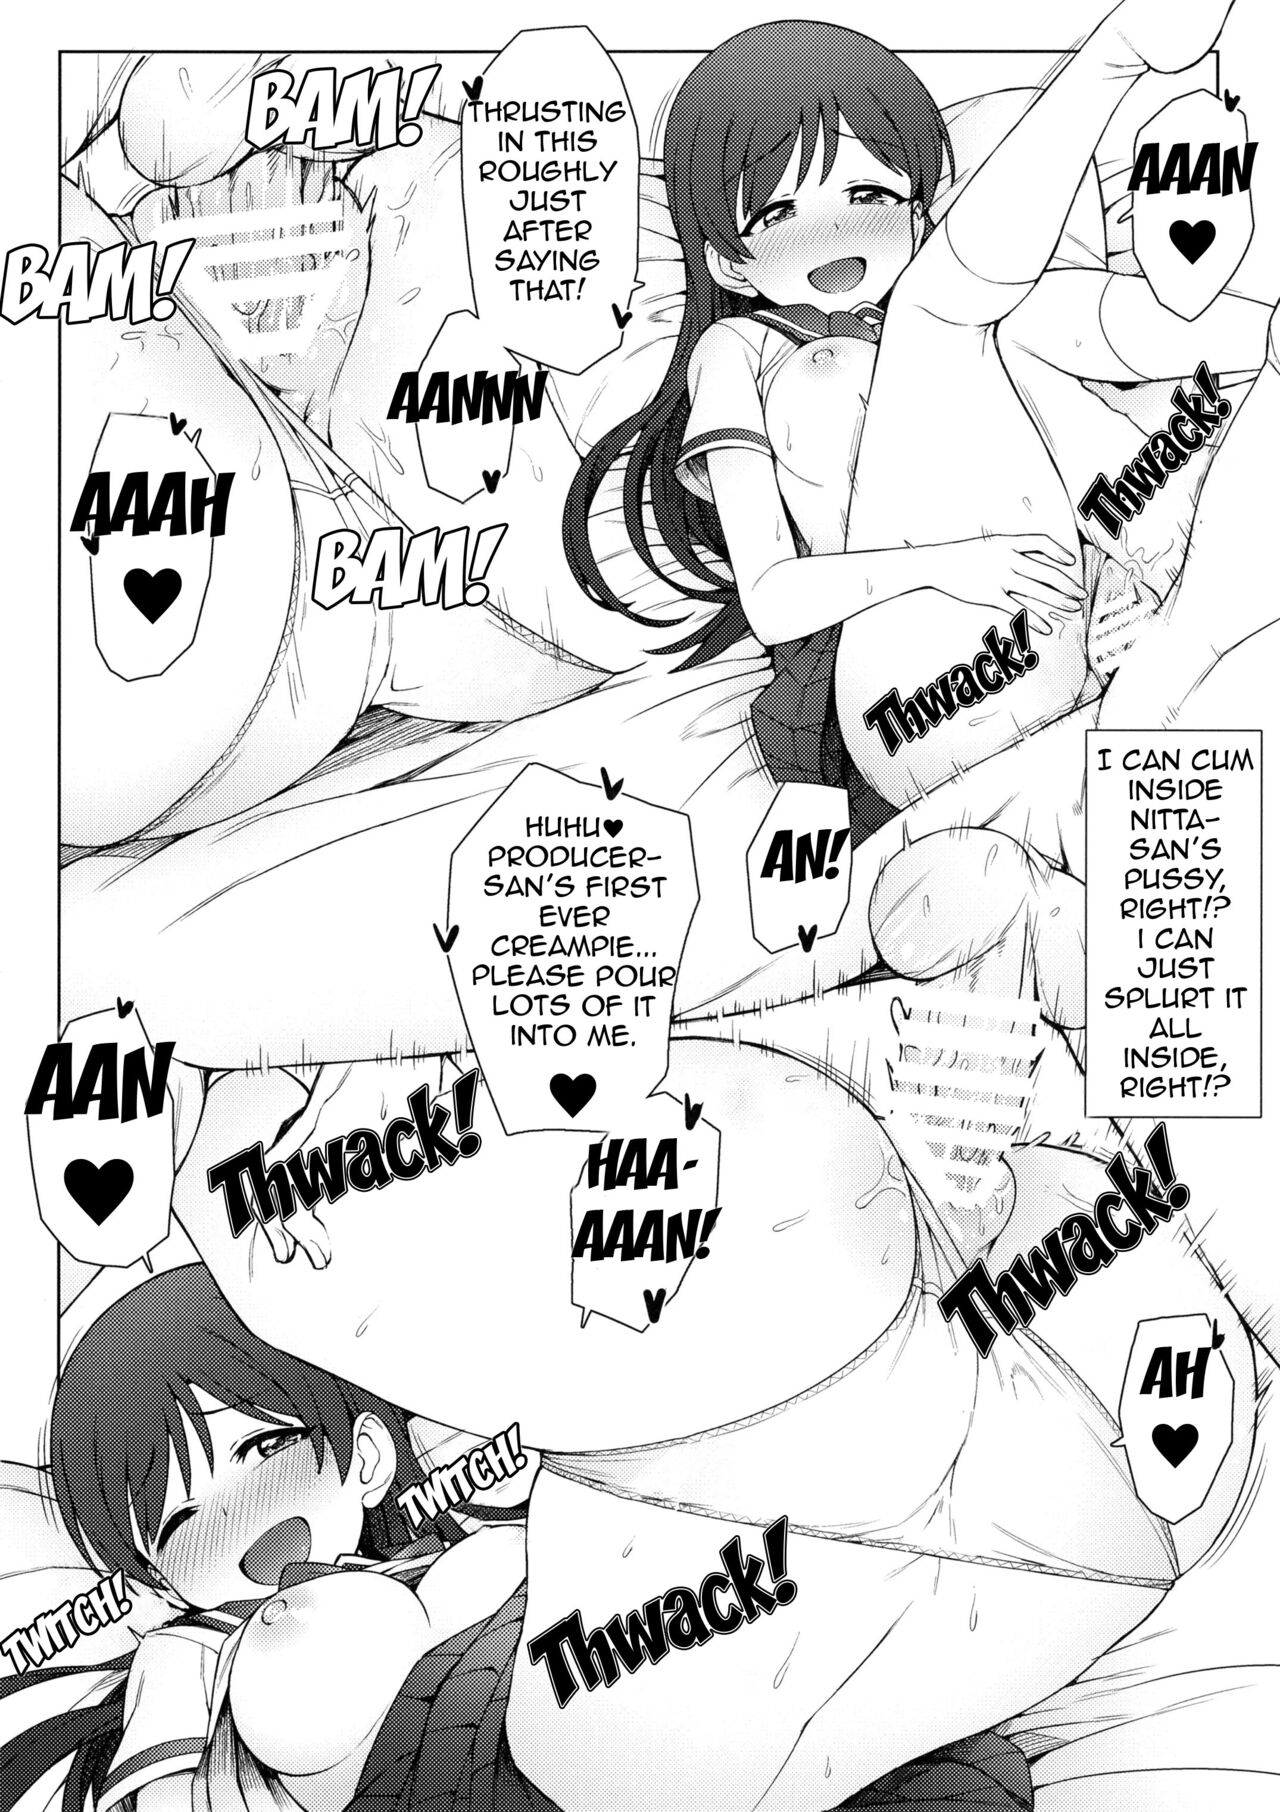 BAM!
BAM!
THRUSTING
IN THIS
ROUGHLY
JUST
AFTER
SAYING
THAT!
AAAN
♥
AANNN
AAAH
♥
BAM!
Thwack!
Thwack!
I CAN CUM
INSIDE
NITTA-
SAN'S
PUSSY,
RIGHT!?
I CAN
JUST
SPLURT IT
ALL
INSIDE,
RIGHT!?
AN!
HUHU♥
PRODUCER-
SAN'S FIRST
EVER
CREAMPIE...
PLEASE POUR
LOTS OF IT
INTO ME.
♥
AAN
♥
Thwack!
HAA-
AAAN!
Thwack!
AH
♥
TWITCH!
TWITCH!
Thwack!